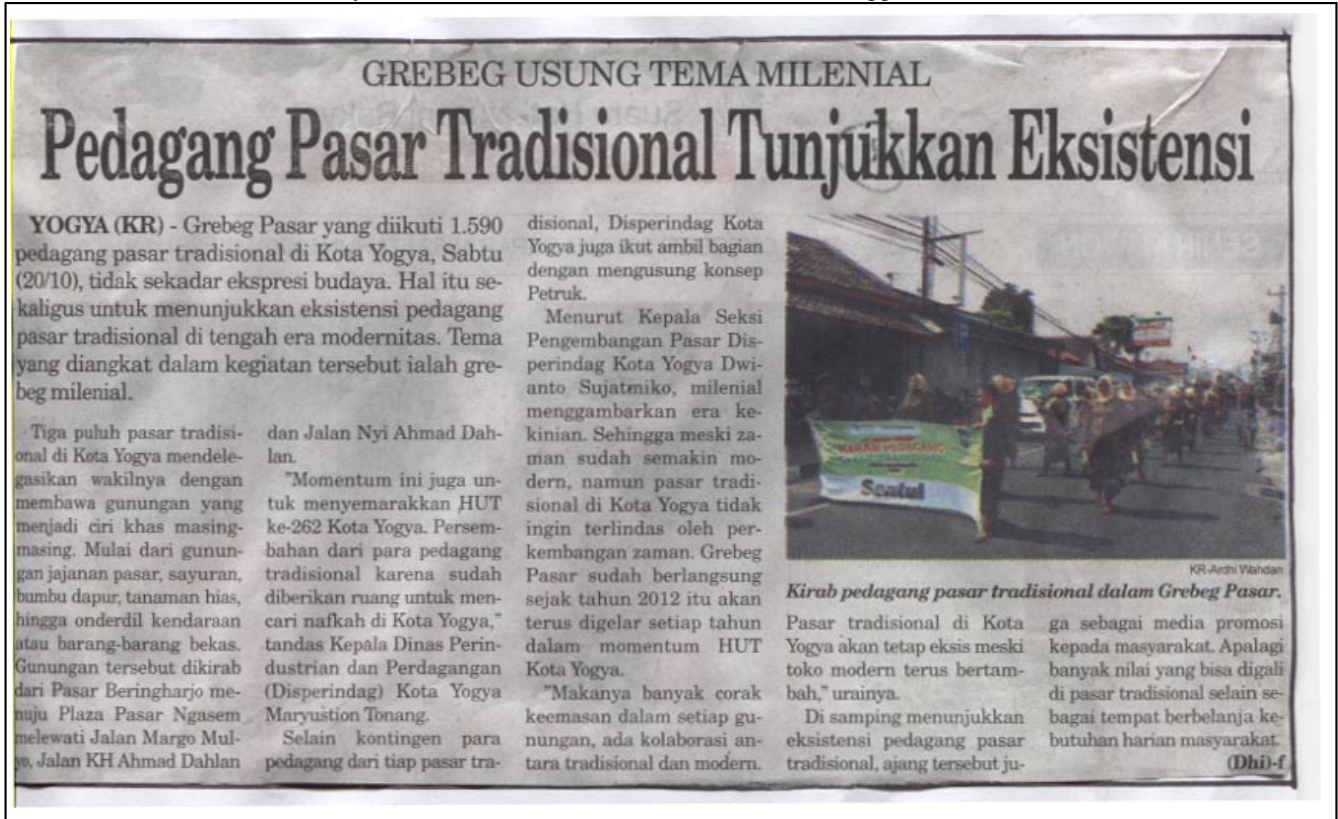 GREBEG USUNG TEMA MILENIAL
Pedagang Pasar Tradisional Tunjukkan Eksistensi
YOGYA (KR) - Grebeg Pasar yang diikuti 1.590
pedagang pasar tradisional di Kota Yogya, Sabtu
(20/10), tidak sekadar ekspresi budaya. Hal itu se-
kaligus untuk menunjukkan eksistensi pedagang
pasar tradisional di tengah era modernitas. Tema
yang diangkat dalam kegiatan tersebut ialah gre-
beg milenial.
Tiga puluh pasar tradisi-
onal di Kota Yogya mendele-
gasikan wakilnya dengan
membawa gunungan yang
menjadi ciri khas masing-
masing. Mulai dari gunun-
gan jajanan pasar, sayuran,
bumbu dapur, tanaman hias,
hingga onderdil kendaraan
atau barang-barang bekas.
Gunungan tersebut dikirab
dari Pasar Beringharjo me-
nuju Plaza Pasar Ngasem
melewati Jalan Margo Mul-
yo, Jalan KH Ahmad Dahlan
dan Jalan Nyi Ahmad Dah-
lan.
"Momentum ini juga un-
tuk menyemarakkan HUT
ke-262 Kota Yogya. Persem-
bahan dari para pedagang
tradisional karena sudah
diberikan ruang untuk men-
cari nafkah di Kota Yogya,"
tandas Kepala Dinas Perin-
dustrian dan Perdagangan
(Disperindag) Kota Yogya
Maryustion Tonang.
Selain kontingen para
pedagang dari tiap pasar tra-
disional, Disperindag Kota
Yogya juga ikut ambil bagian
dengan mengusung konsep
Petruk.
Menurut Kepala Seksi
Pengembangan Pasar Dis-
perindag Kota Yogya Dwi-
anto Sujatmiko, milenial
menggambarkan era ke-
kinian. Sehingga meski za-
man sudah semakin mo-
dern, namun pasar tradi-
sional di Kota Yogya tidak
ingin terlindas oleh per-
kembangan zaman. Grebeg
Pasar sudah berlangsung
sejak tahun 2012 itu akan
terus digelar setiap tahun
dalam momentum HUT
Kota Yogya.
"Makanya banyak corak
keemasan dalam setiap gu-
nungan, ada kolaborasi an-
tara tradisional dan modern.
Sentul
KR-Ardhi Wahdan
Kirab pedagang pasar tradisional dalam Grebeg Pasar.
Pasar tradisional di Kota
Yogya akan tetap eksis meski
toko modern terus bertam-
bah," urainya.
Di samping menunjukkan
eksistensi pedagang pasar
tradisional, ajang tersebut ju-
ga sebagai media promosi
kepada masyarakat. Apalagi
banyak nilai yang bisa digali
di pasar tradisional selain se-
bagai tempat berbelanja ke-
butuhan harian masyarakat.
(Dhi)-f